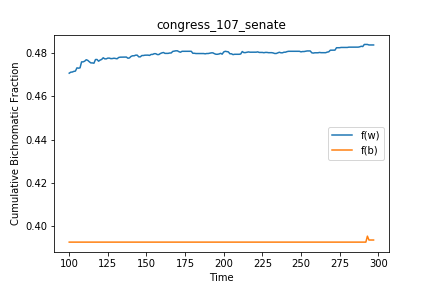 congress_107_senate
Cumulative Bichromatic Fraction
0.48
0.46
0.44
0.42
0.40
f(w)
f(b)
100 125 150 175 200 225 250 275 300
Time